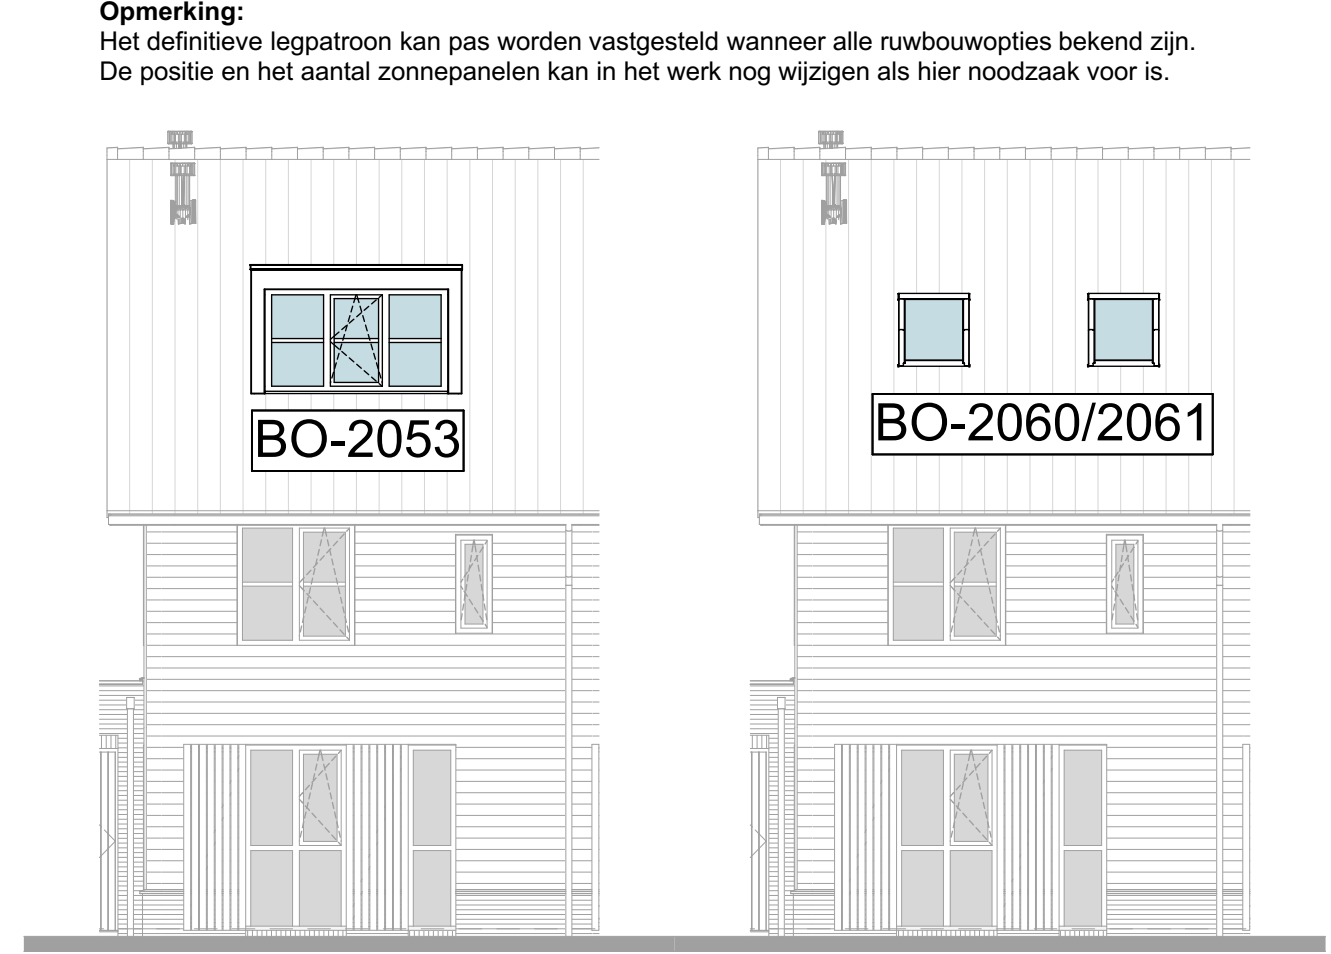 Opmerking:
Het definitieve legpatroon kan pas worden vastgesteld wanneer alle ruwbouwopties bekend zijn.
De positie en het aantal zonnepanelen kan in het werk nog wijzigen als hier noodzaak voor is.
BO-2053
BO-2060/2061